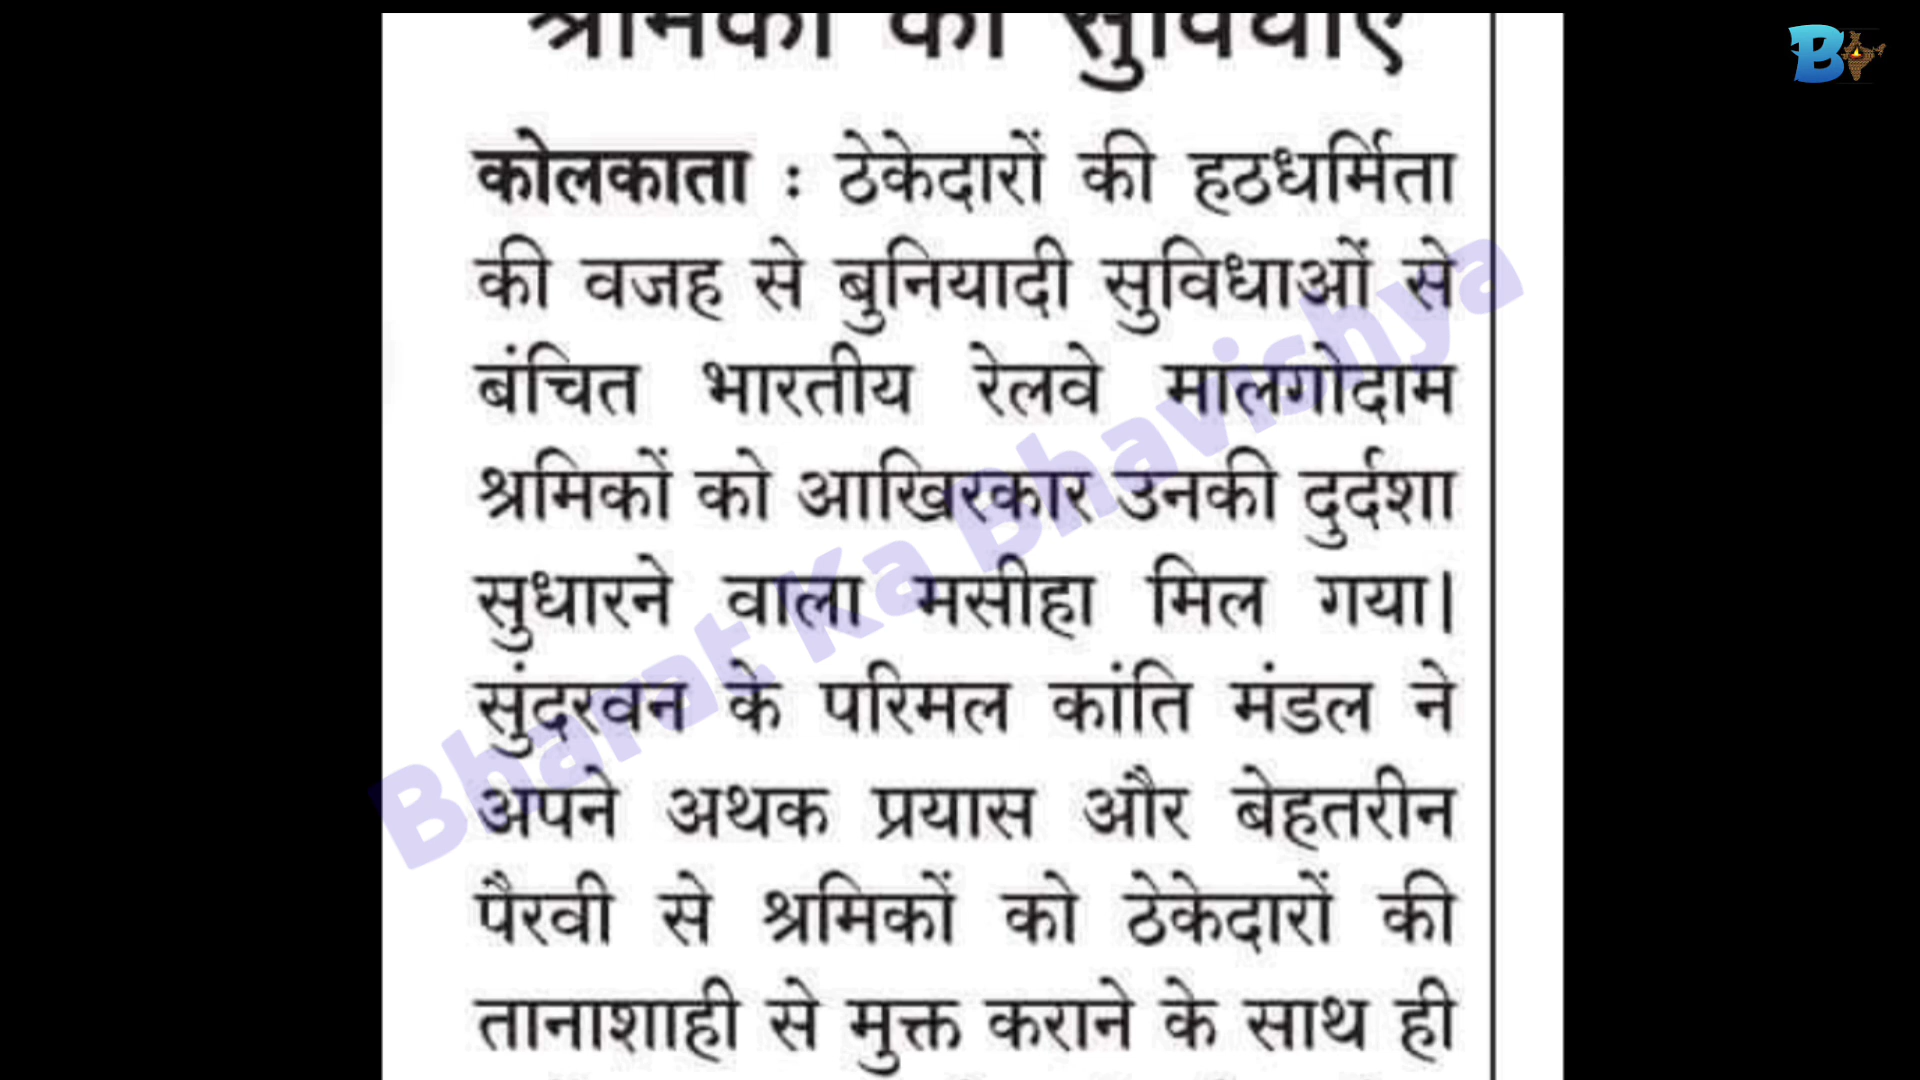 श्रमिकों को सुविधाएं
कोलकाता : ठेकेदारों की हठधर्मिता
की वजह से बुनियादी सुविधाओं से
बंचित भारतीय रेलवे मालगोदाम
श्रमिकों को आखिरकार उनकी दुर्दशा
सुधारने वाला मसीहा मिल गया।
सुंदरवन के परिमल कांति मंडल ने
अपने अथक प्रयास और बेहतरीन
पैरवी से श्रमिकों को ठेकेदारों की
तानाशाही से मुक्त कराने के साथ ही
Bharat Ka Bhavishya
B